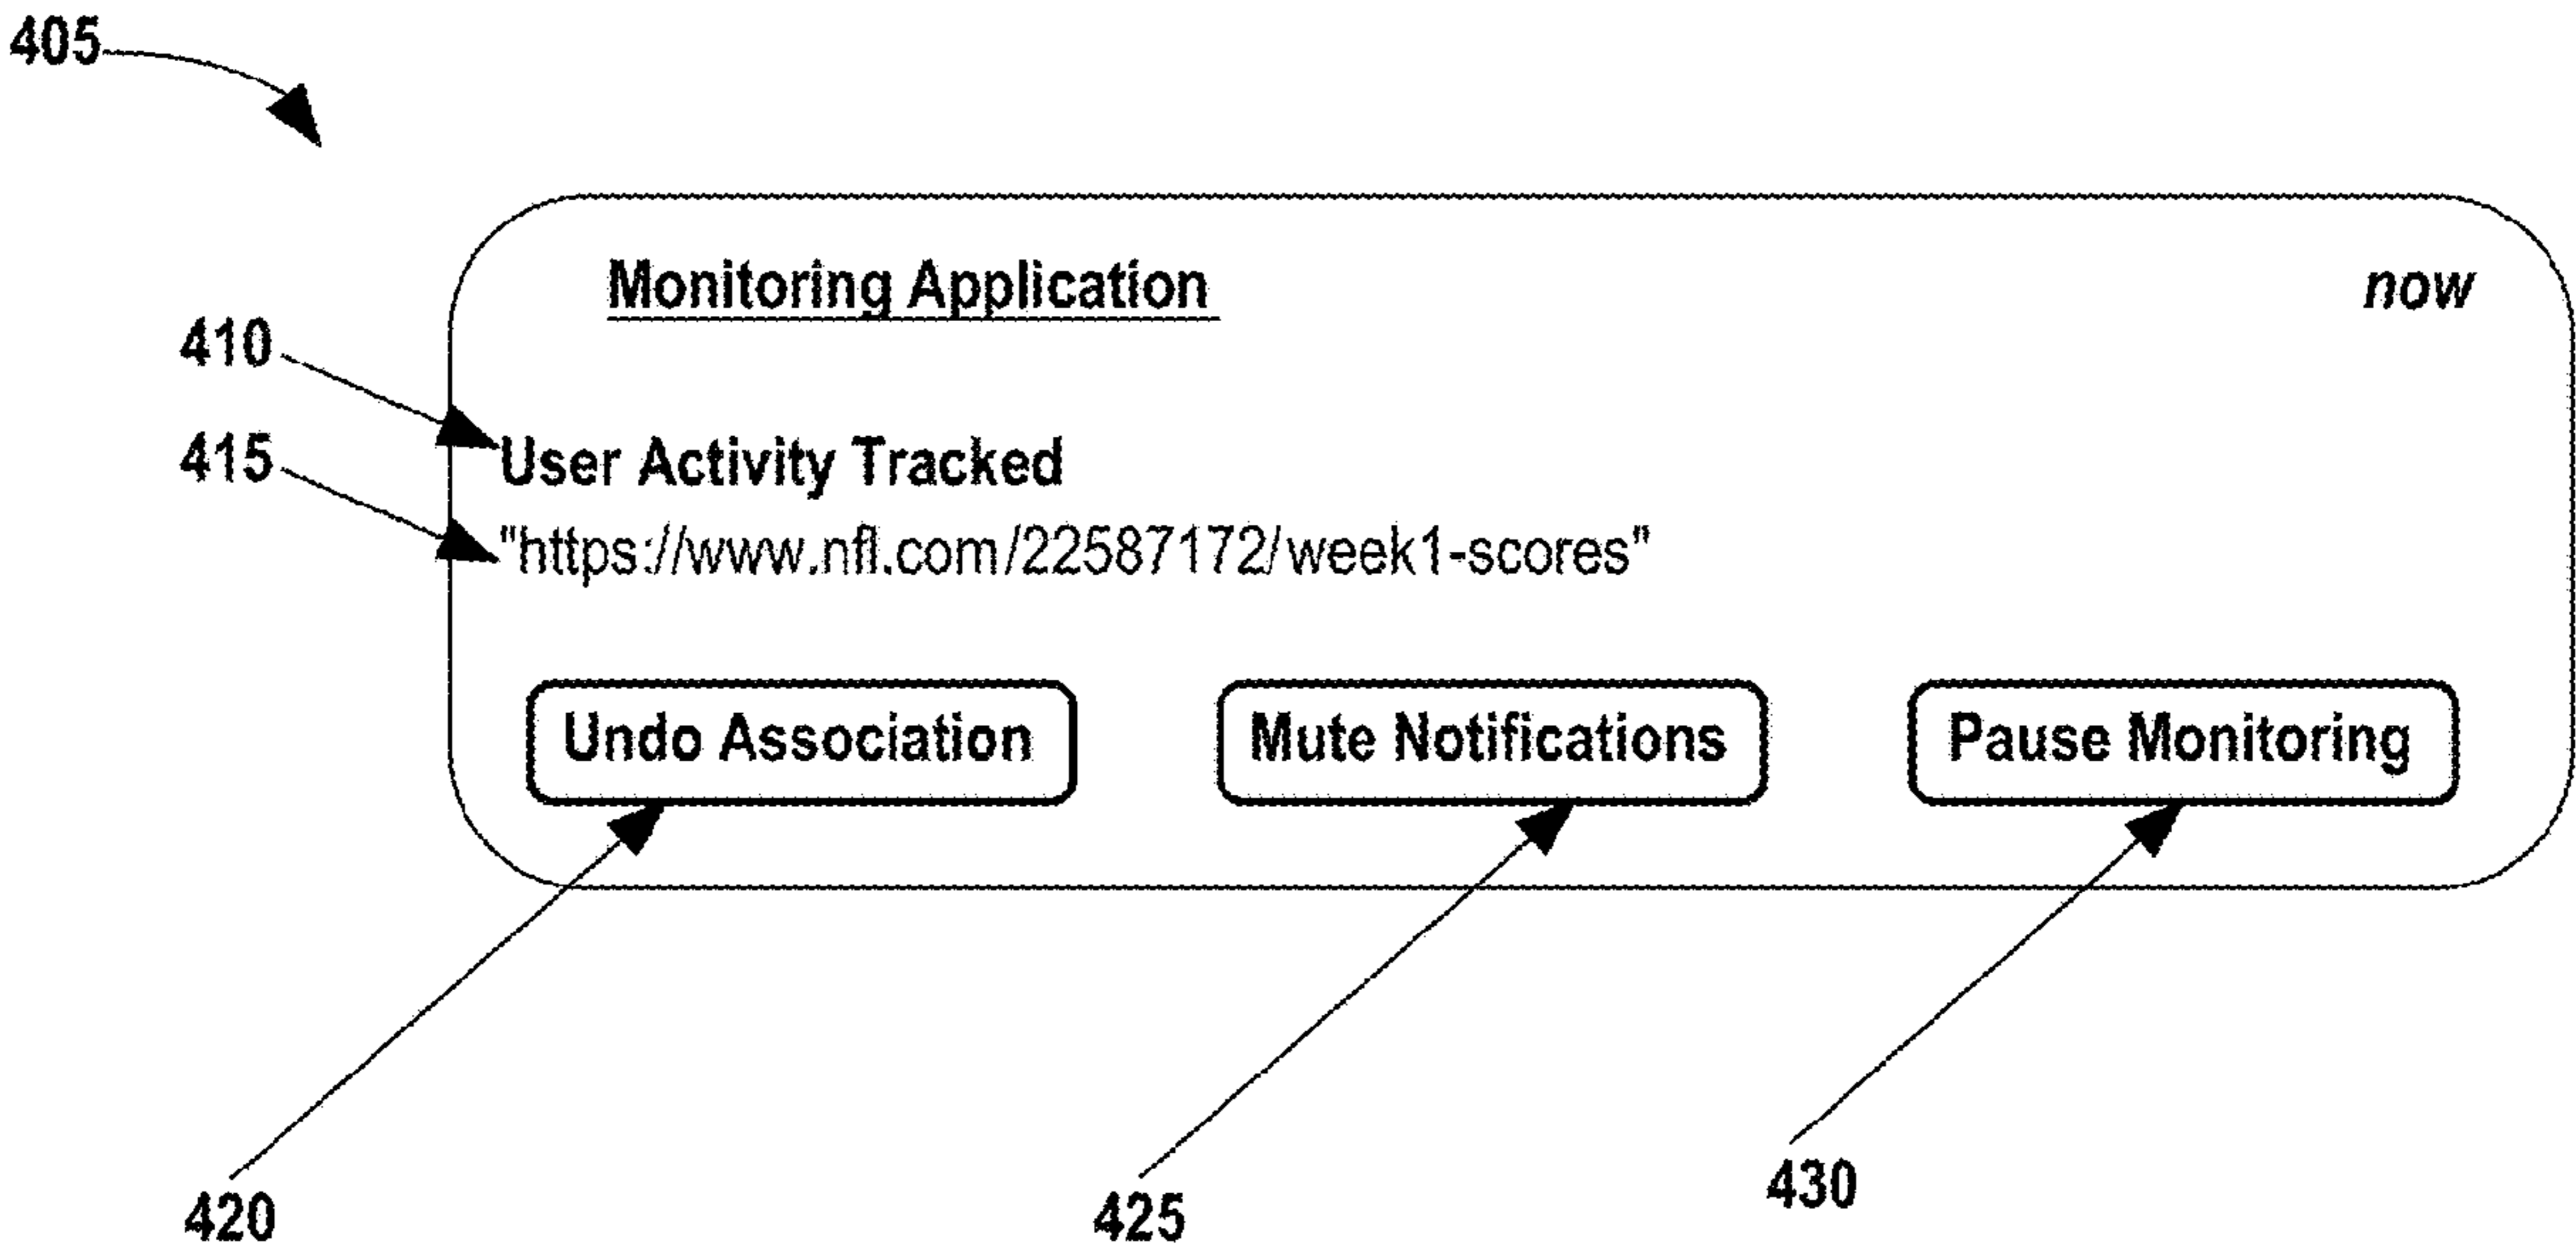 405
Monitoring Application now
410
User Activity Tracked
415
"https://www.nfl.com/22587172/week1-scores"
Undo Association Mute Notifications Pause Monitoring
420 425 430